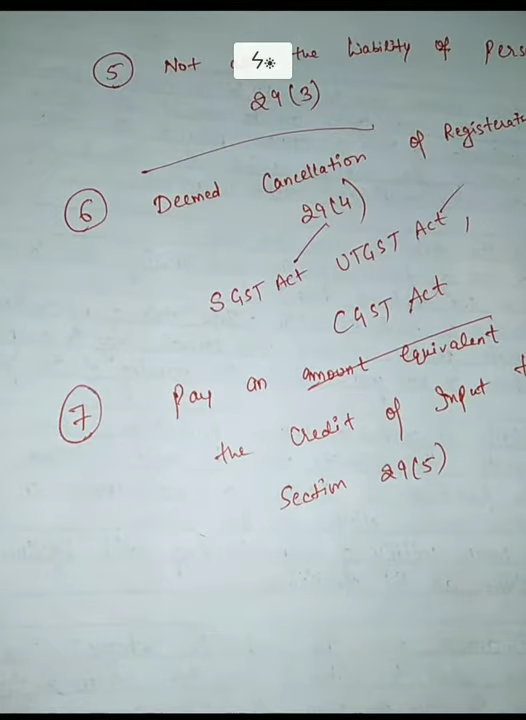 5 Not the liability of pers
29(3)
6 Deemed Cancellation of Registerat
29(4)
SGST Act UTGST Act,
CGST Act
7 Pay an amount equivalent t
the Credit of Input
Section 29(5)